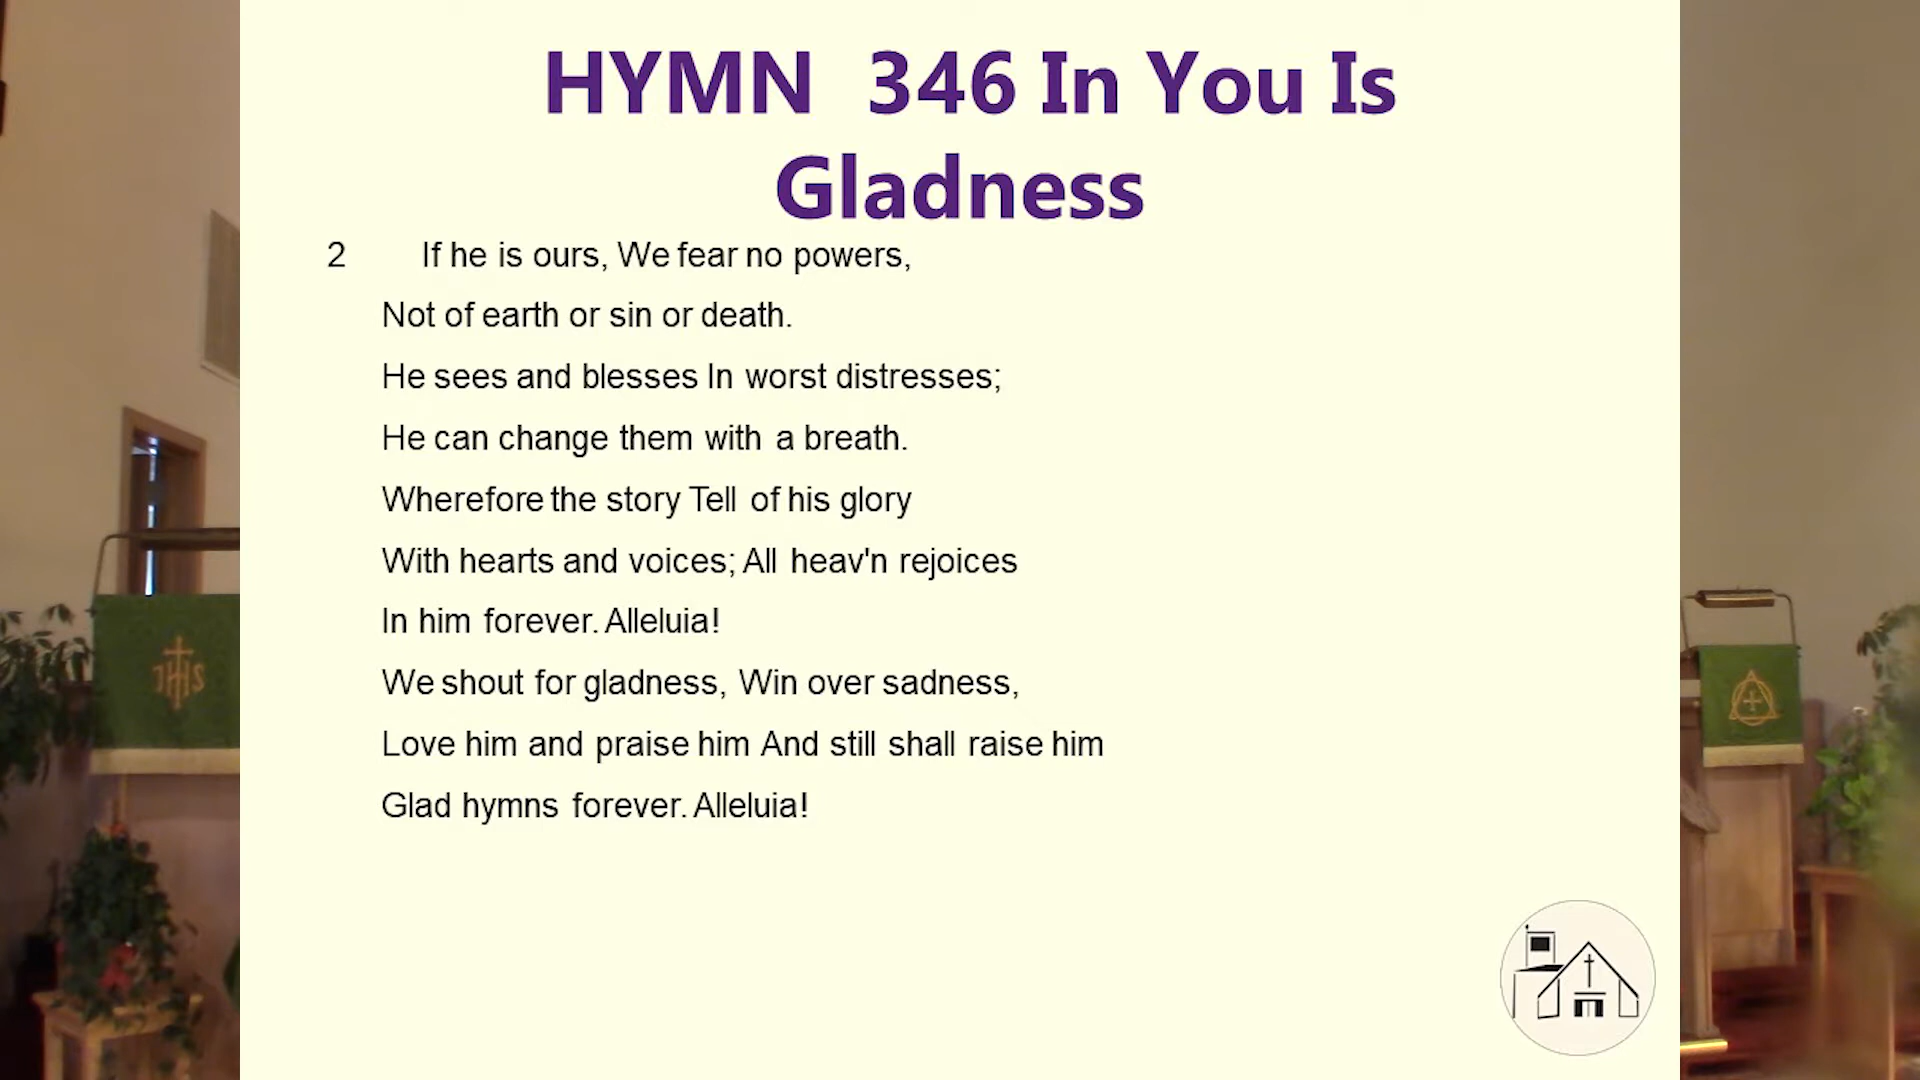 HYMN 346 In You Is
Gladness
2 If he is ours, We fear no powers,
Not of earth or sin or death.
He sees and blesses In worst distresses;
He can change them with a breath.
Wherefore the story Tell of his glory
With hearts and voices; All heav'n rejoices
In him forever. Alleluia!
We shout for gladness, Win over sadness,
Love him and praise him And still shall raise him
Glad hymns forever. Alleluia!
IHS